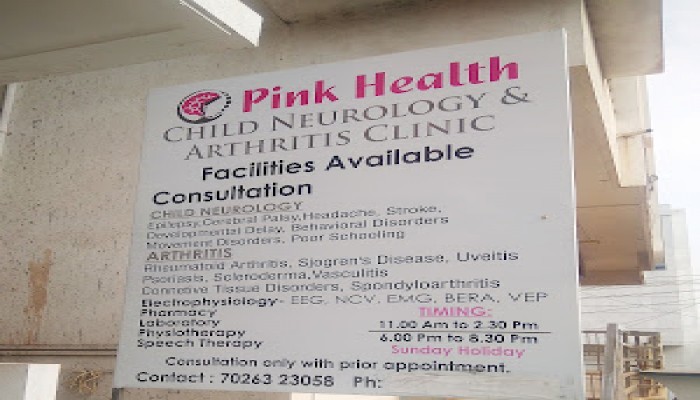 Pink Health
CHILD NEUROLOGY &
ARTHRITIS CLINIC
Facilities Available
Consultation
CHILD NEUROLOGY
Epilepsy, Cerebral Palsy, Headache, Stroke,
Developmental Delay, Behavioral Disorders
Movement Disorders, Poor Schooling
ARTHRITIS
Rheumatoid Arthritis, Sjogren's Disease, Uveitis
Psoriasis, Scleroderma, Vasculitis
Connective Tissue Disorders, Spondyloarthritis
Electrophysiology- EEG, NCV, EMG, BERA, VEP
Pharmacy
Laboratory
Physiotherapy
Speech Therapy
TIMING:
11.00 Am to 2.30 Pm
6.00 Pm to 8.30 Pm
Sunday Holiday
Consultation only with prior appointment.
Contact : 70263 23058 Ph: